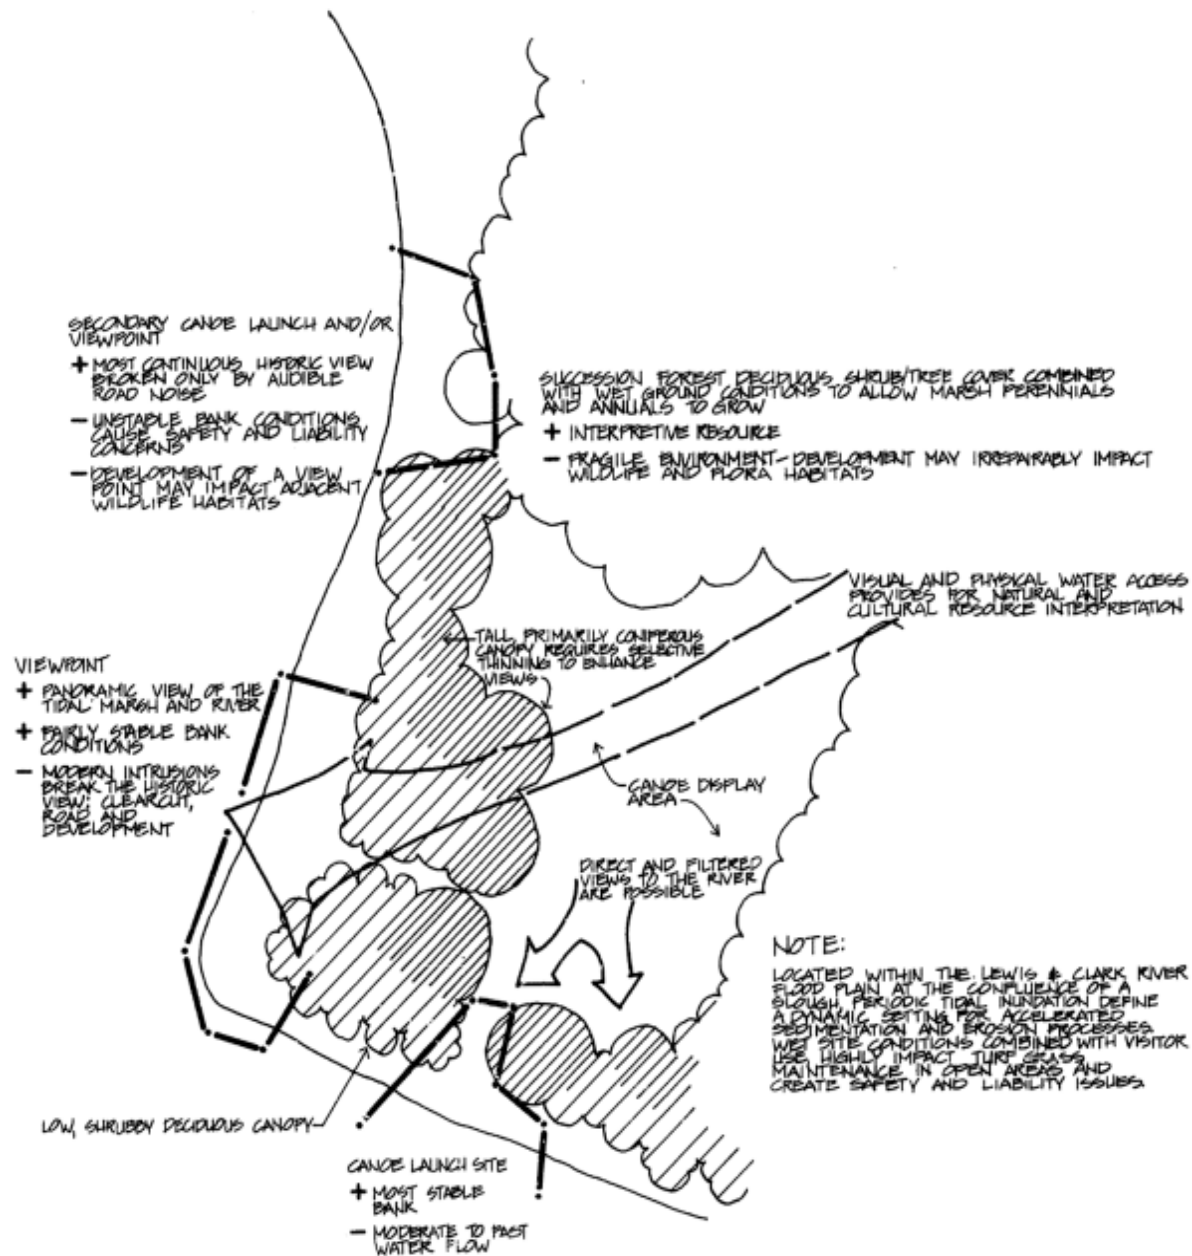 SECONDARY CANOE LAUNCH AND/OR
VIEWPOINT
+ MOST CONTINUOUS HISTORIC VIEW
BROKEN ONLY BY AUDIBLE
ROAD NOISE
- UNSTABLE BANK CONDITIONS
CAUSE SAFETY AND LIABILITY
CONCERNS
- DEVELOPMENT OF A VIEW
POINT MAY IMPACT ADJACENT
WILDLIFE HABITATS
SUCCESSION FOREST DECIDUOUS SHRUB/TREE COVER COMBINED
WITH WET GROUND CONDITIONS TO ALLOW MARSH PERENNIALS
AND ANNUALS TO GROW
+ INTERPRETIVE RESOURCE
- FRAGILE ENVIRONMENT- DEVELOPMENT MAY IRREPAIRABLY IMPACT
WILDLIFE AND FLORA HABITATS
VISUAL AND PHYSICAL WATER ACCESS
PROVIDES FOR NATURAL AND
CULTURAL RESOURCE INTERPRETATION
TALL, PRIMARILY CONIFEROUS
CANOPY REQUIRES SELECTIVE
THINNING TO ENHANCE
VIEWS
VIEWPOINT
+ PANORAMIC VIEW OF THE
TIDAL MARSH AND RIVER
+ FAIRLY STABLE BANK
CONDITIONS
- MODERN INTRUSIONS
BREAK THE HISTORIC
VIEW: CLEARCUT,
ROAD AND
DEVELOPMENT
CANOE DISPLAY
AREA
DIRECT AND FILTERED
VIEWS TO THE RIVER
ARE POSSIBLE
NOTE:
LOCATED WITHIN THE LEWIS & CLARK RIVER
FLOOD PLAIN AT THE CONFLUENCE OF A
SLOUGH, PERIODIC TIDAL INUNDATION DEFINE
A DYNAMIC SETTING FOR ACCELERATED
SEDIMENTATION AND EROSION PROCESSES.
WET SITE CONDITIONS COMBINED WITH VISITOR
USE HIGHLY IMPACT TURF GRASS
MAINTENANCE IN OPEN AREAS AND
CREATE SAFETY AND LIABILITY ISSUES.
LOW, SHRUBBY DECIDUOUS CANOPY
CANOE LAUNCH SITE
+ MOST STABLE
BANK
- MODERATE TO FAST
WATER FLOW